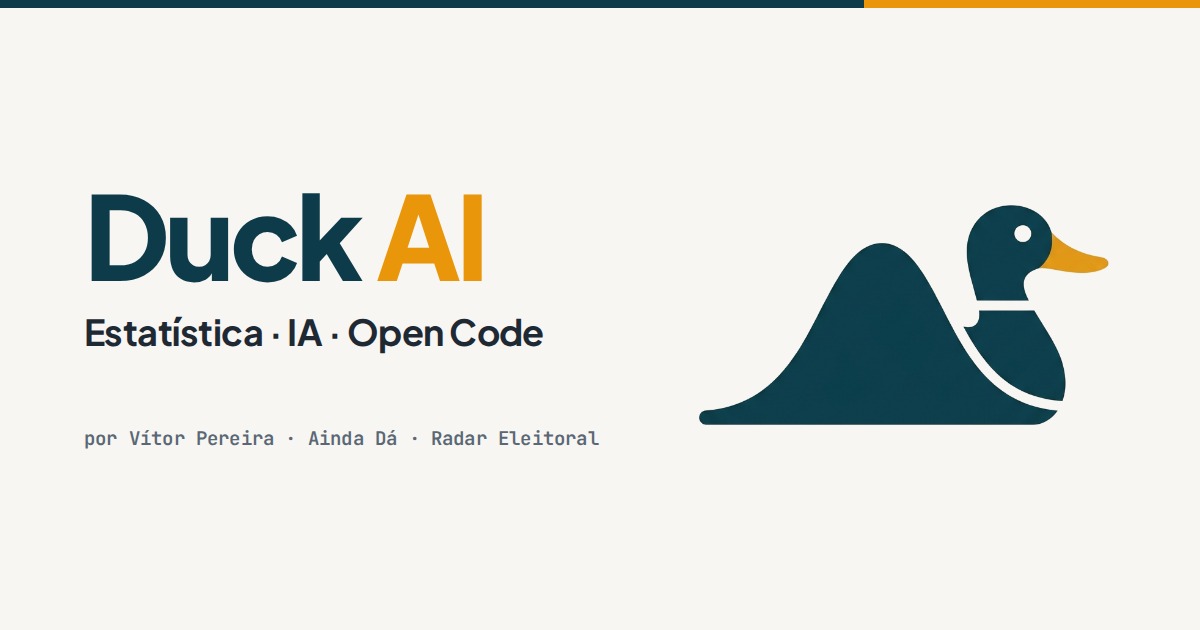 Duck AI
Estatística · IA · Open Code
por Vítor Pereira · Ainda Dá · Radar Eleitoral